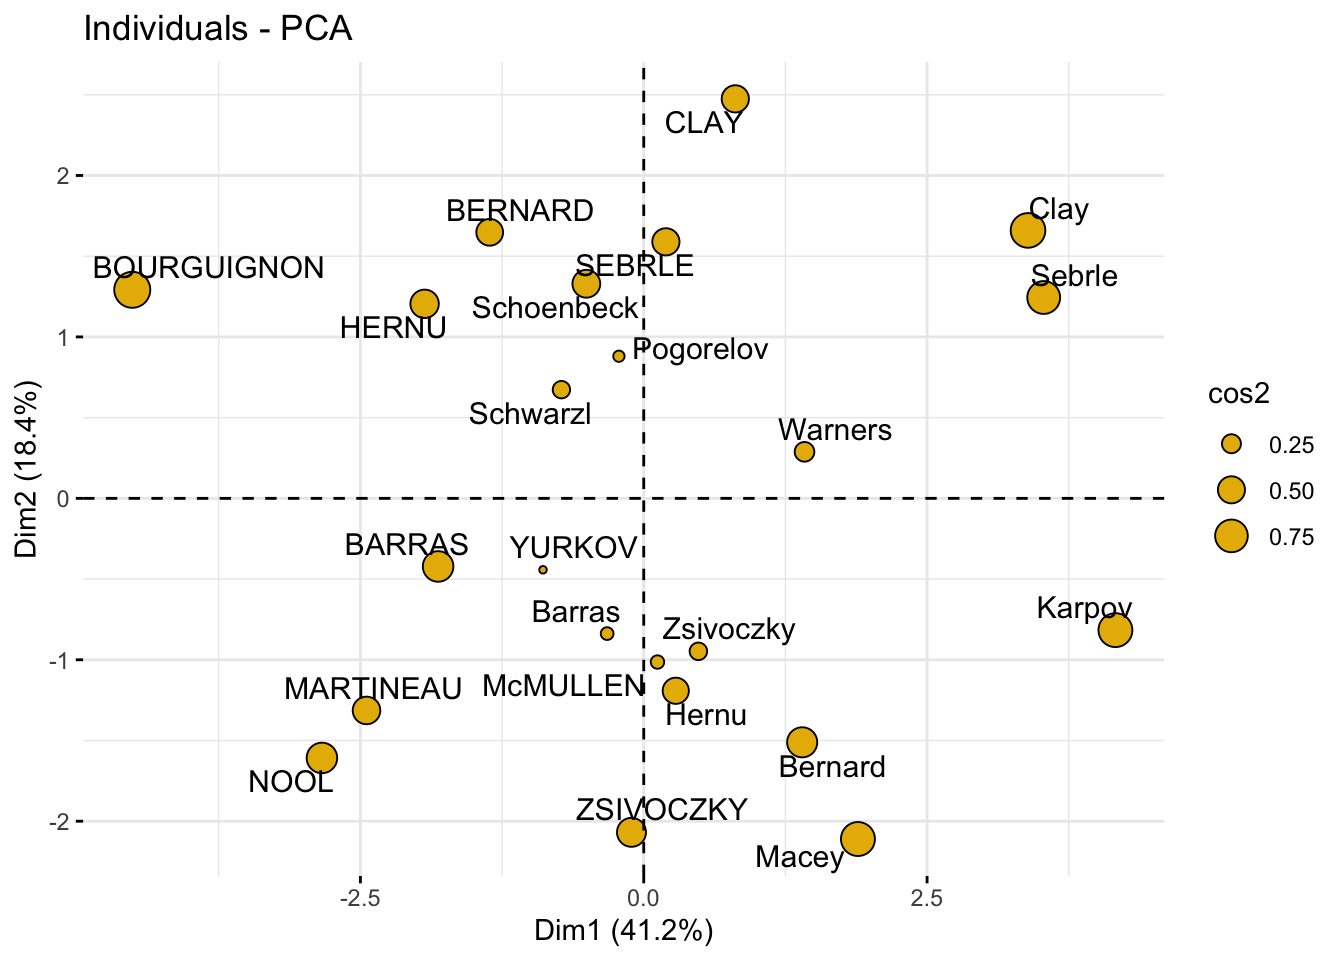 Individuals - PCA
CLAY
2
BERNARD
Clay
BOURGUIGNON
SEBRLE
Sebrle
HERNU
Schoenbeck
1
Pogorelov
Schwarzl
Warners
cos2
0.25
0
0.50
0.75
Dim2 (18.4%)
BARRAS
YURKOV
Barras
Karpov
Zsivoczky
-1
MARTINEAU
McMULLEN
Hernu
Bernard
NOOL
ZSIVOCZKY
-2
Macey
-2.5
0.0
2.5
Dim1 (41.2%)